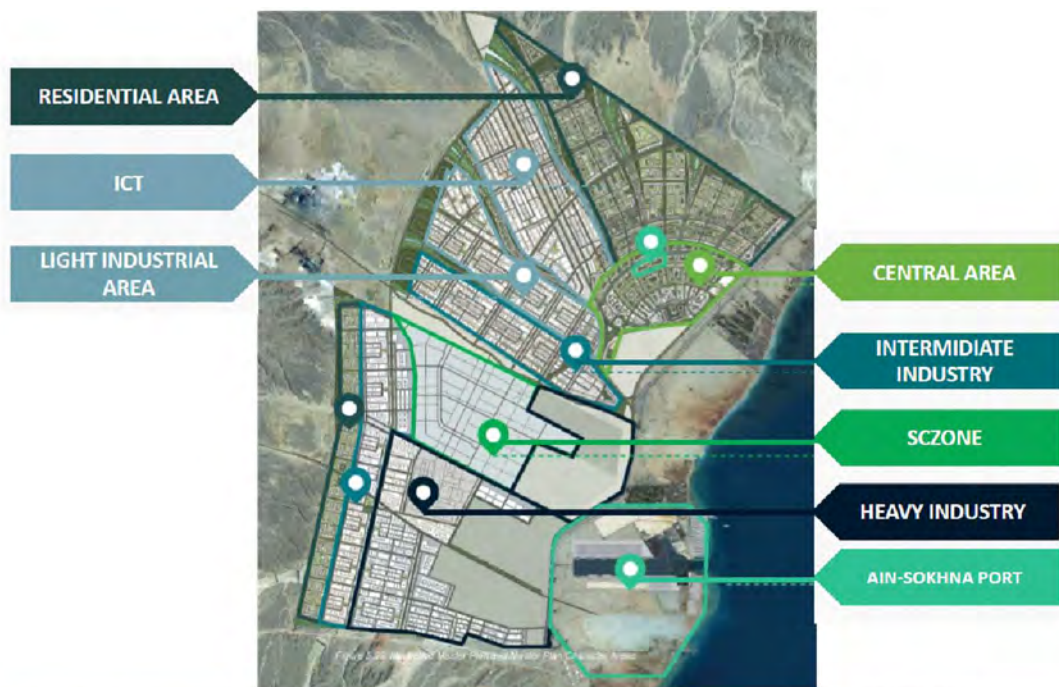 RESIDENTIAL AREA
ICT
LIGHT INDUSTRIAL
AREA
CENTRAL AREA
INTERMIDIATE
INDUSTRY
SCZONE
HEAVY INDUSTRY
AIN-SOKHNA PORT